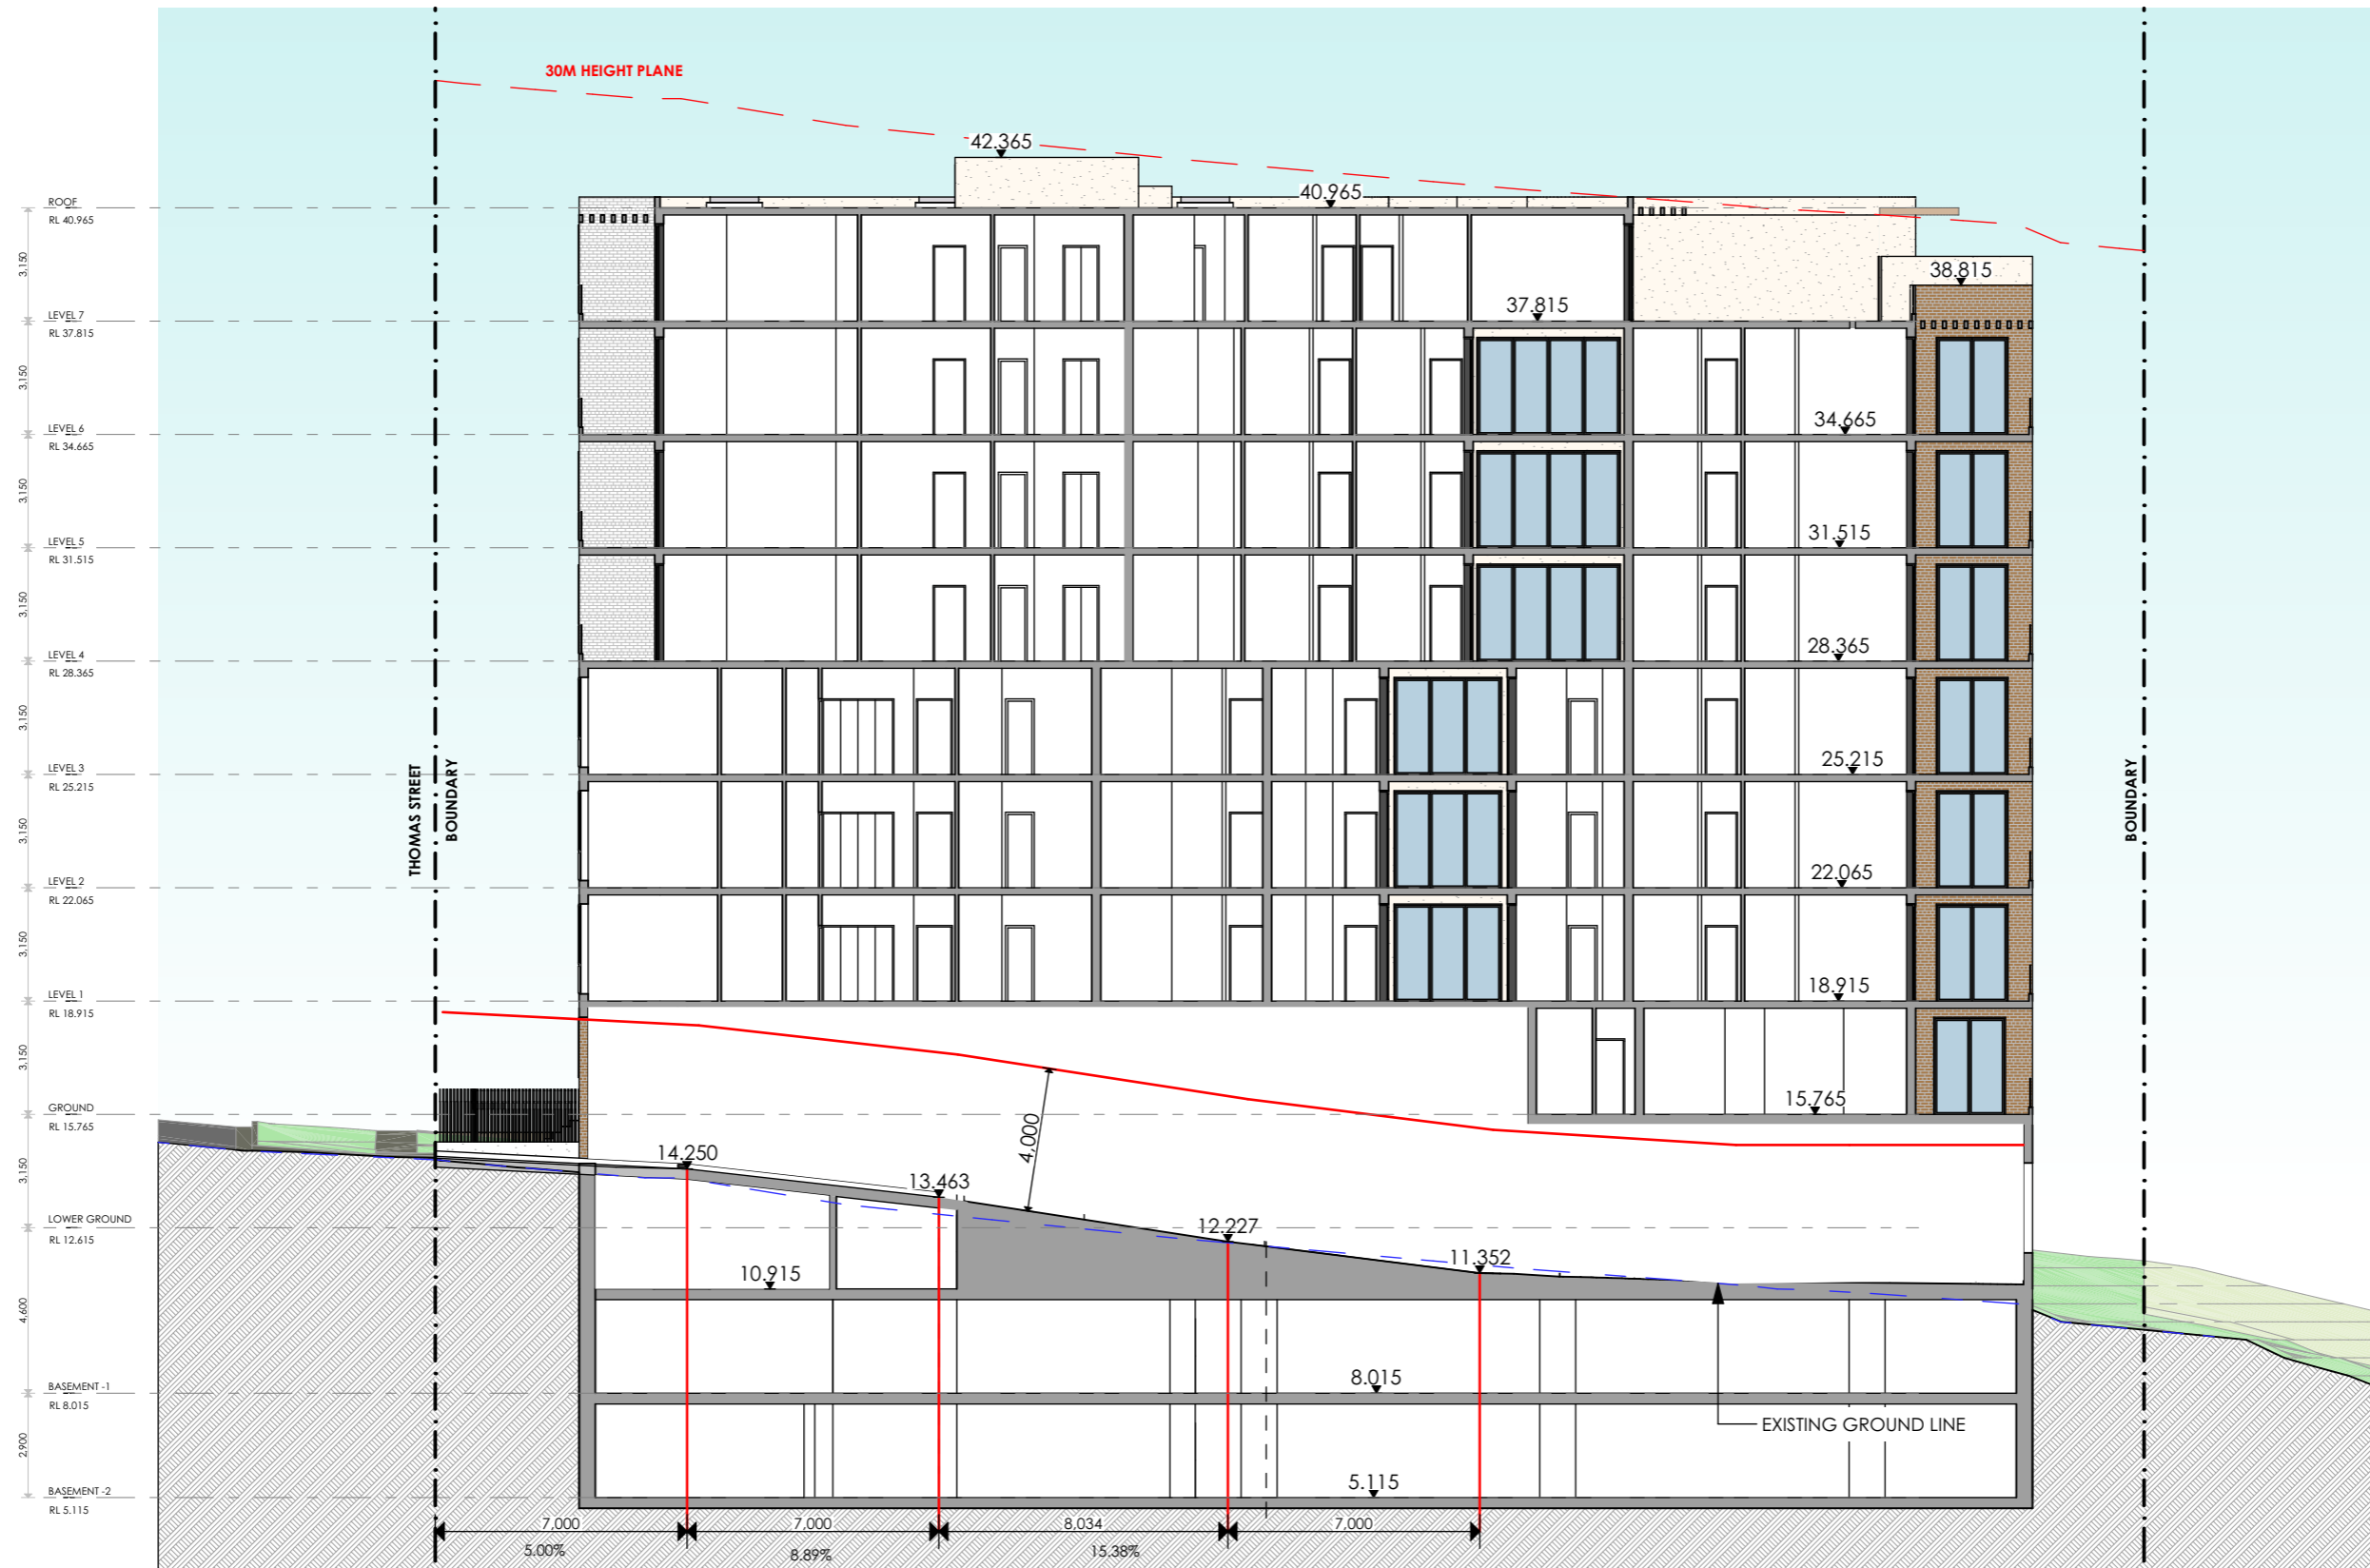 30M HEIGHT PLANE
42.365
40.965
ROOF
RL 40.965
3,150
38.815
37.815
LEVEL 7
RL 37.815
3,150
34.665
LEVEL 6
RL 34.665
3,150
31.515
LEVEL 5
RL 31.515
3,150
28.365
LEVEL 4
RL 28.365
3,150
25.215
LEVEL 3
RL 25.215
THOMAS STREET
BOUNDARY
BOUNDARY
3,150
22.065
LEVEL 2
RL 22.065
3,150
18.915
LEVEL 1
RL 18.915
3,150
15.765
GROUND
RL 15.765
4,000
14.250
3,150
13.463
LOWER GROUND
RL 12.615
12.227
11.352
10.915
4,600
8.015
BASEMENT -1
RL 8.015
EXISTING GROUND LINE
2,900
5.115
BASEMENT -2
RL 5.115
7,000
7,000
8,034
7,000
5.00%
8.89%
15.38%